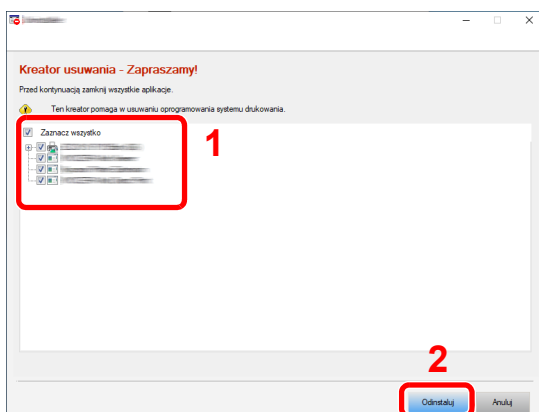 Kreator usuwania - Zapraszamy!
Przed kontynuacją zamknij wszystkie aplikacje.
Ten kreator pomaga w usuwaniu oprogramowania systemu drukowania.
Zaznacz wszystko
1
2
Odinstaluj Anuluj